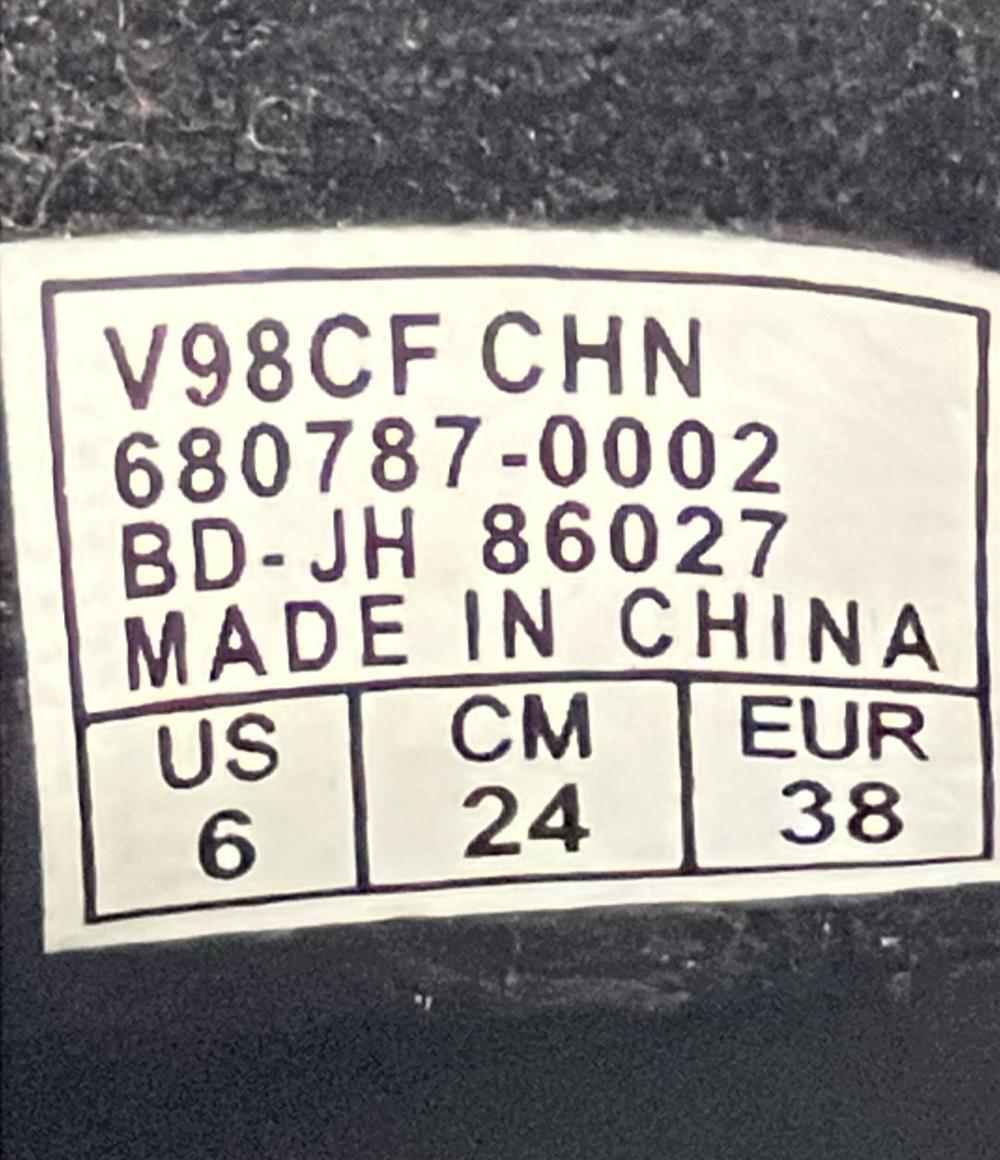 V98CF CHN
680787-0002
BD-JH 86027
MADE IN CHINA
US CM EUR
6 24 38